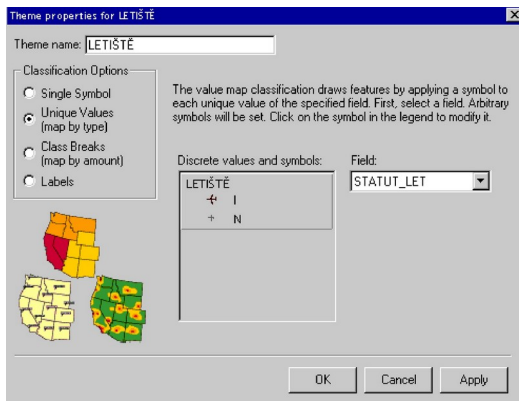 Theme properties for LETIŠTĚ
Theme name: LETIŠTĚ
Classification Options
Single Symbol
Unique Values
(map by type)
Class Breaks
(map by amount)
Labels
The value map classification draws features by applying a symbol to
each unique value of the specified field. First, select a field. Arbitrary
symbols will be set. Click on the symbol in the legend to modify it.
Discrete values and symbols:
LETIŠTĚ
I
N
Field:
STATUT_LET
OK Cancel Apply